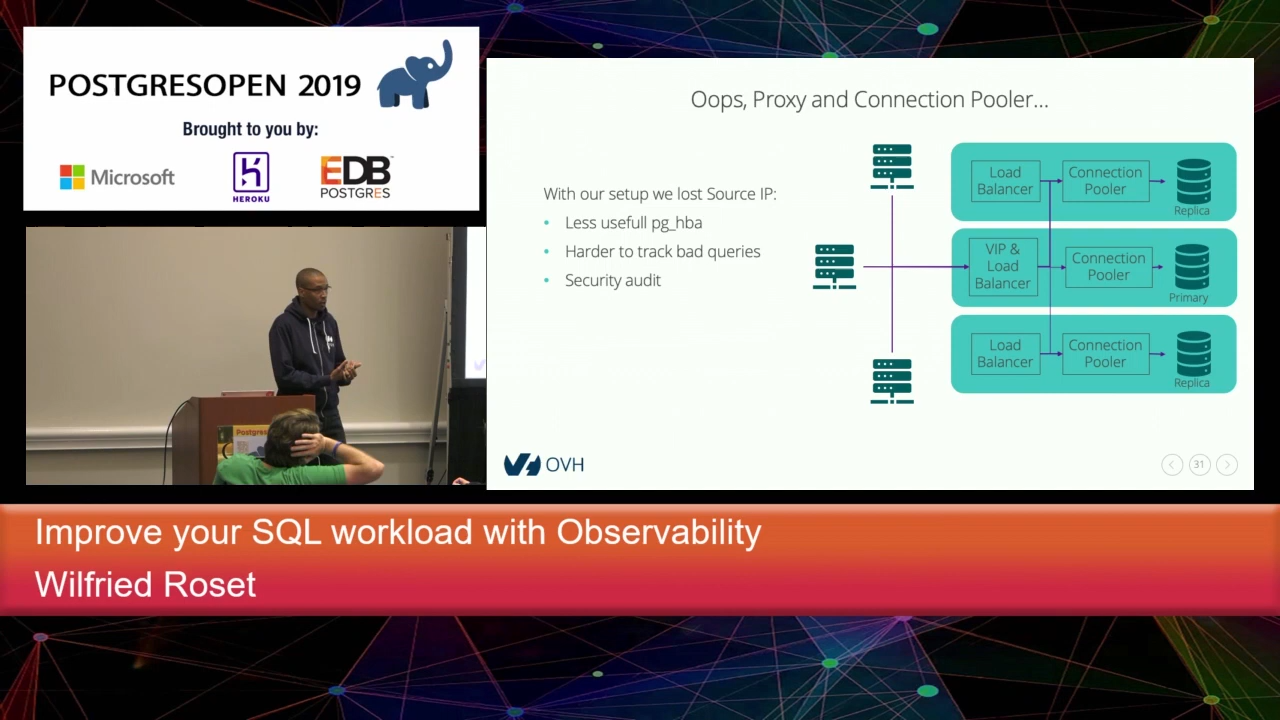 POSTGRESOPEN 2019
Brought to you by:
Microsoft
HEROKU
EDB
POSTGRES
Oops, Proxy and Connection Pooler...
With our setup we lost Source IP:
• Less usefull pg_hba
• Harder to track bad queries
• Security audit
Load
Balancer
Connection
Pooler
Replica
VIP &
Load
Balancer
Connection
Pooler
Primary
Load
Balancer
Connection
Pooler
Replica
OVH
31
Postgres
Improve your SQL workload with Observability
Wilfried Roset